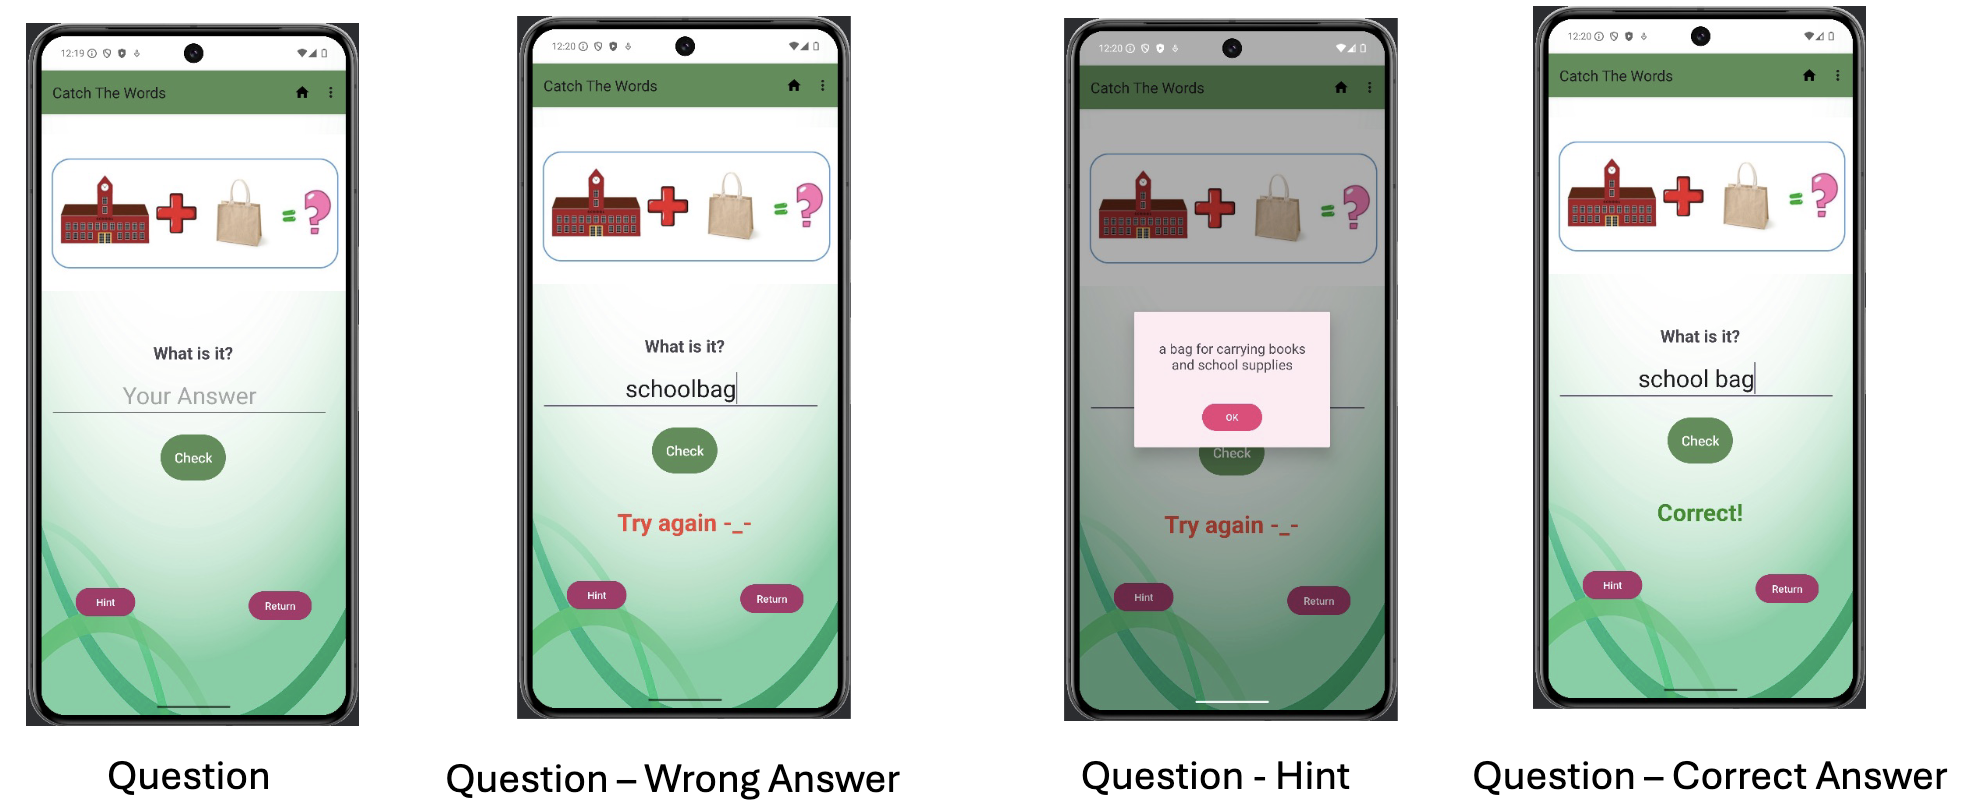 12:19
Catch The Words
=?
What is it?
Your Answer
Check
Hint
Return
Question
12:20
Catch The Words
=?
What is it?
schoolbag
Check
Try again -_-
Hint
Return
Question – Wrong Answer
12:20
Catch The Words
=?
a bag for carrying books
and school supplies
OK
Check
Try again -_-
Hint
Return
Question - Hint
12:20
Catch The Words
=?
What is it?
school bag
Check
Correct!
Hint
Return
Question – Correct Answer